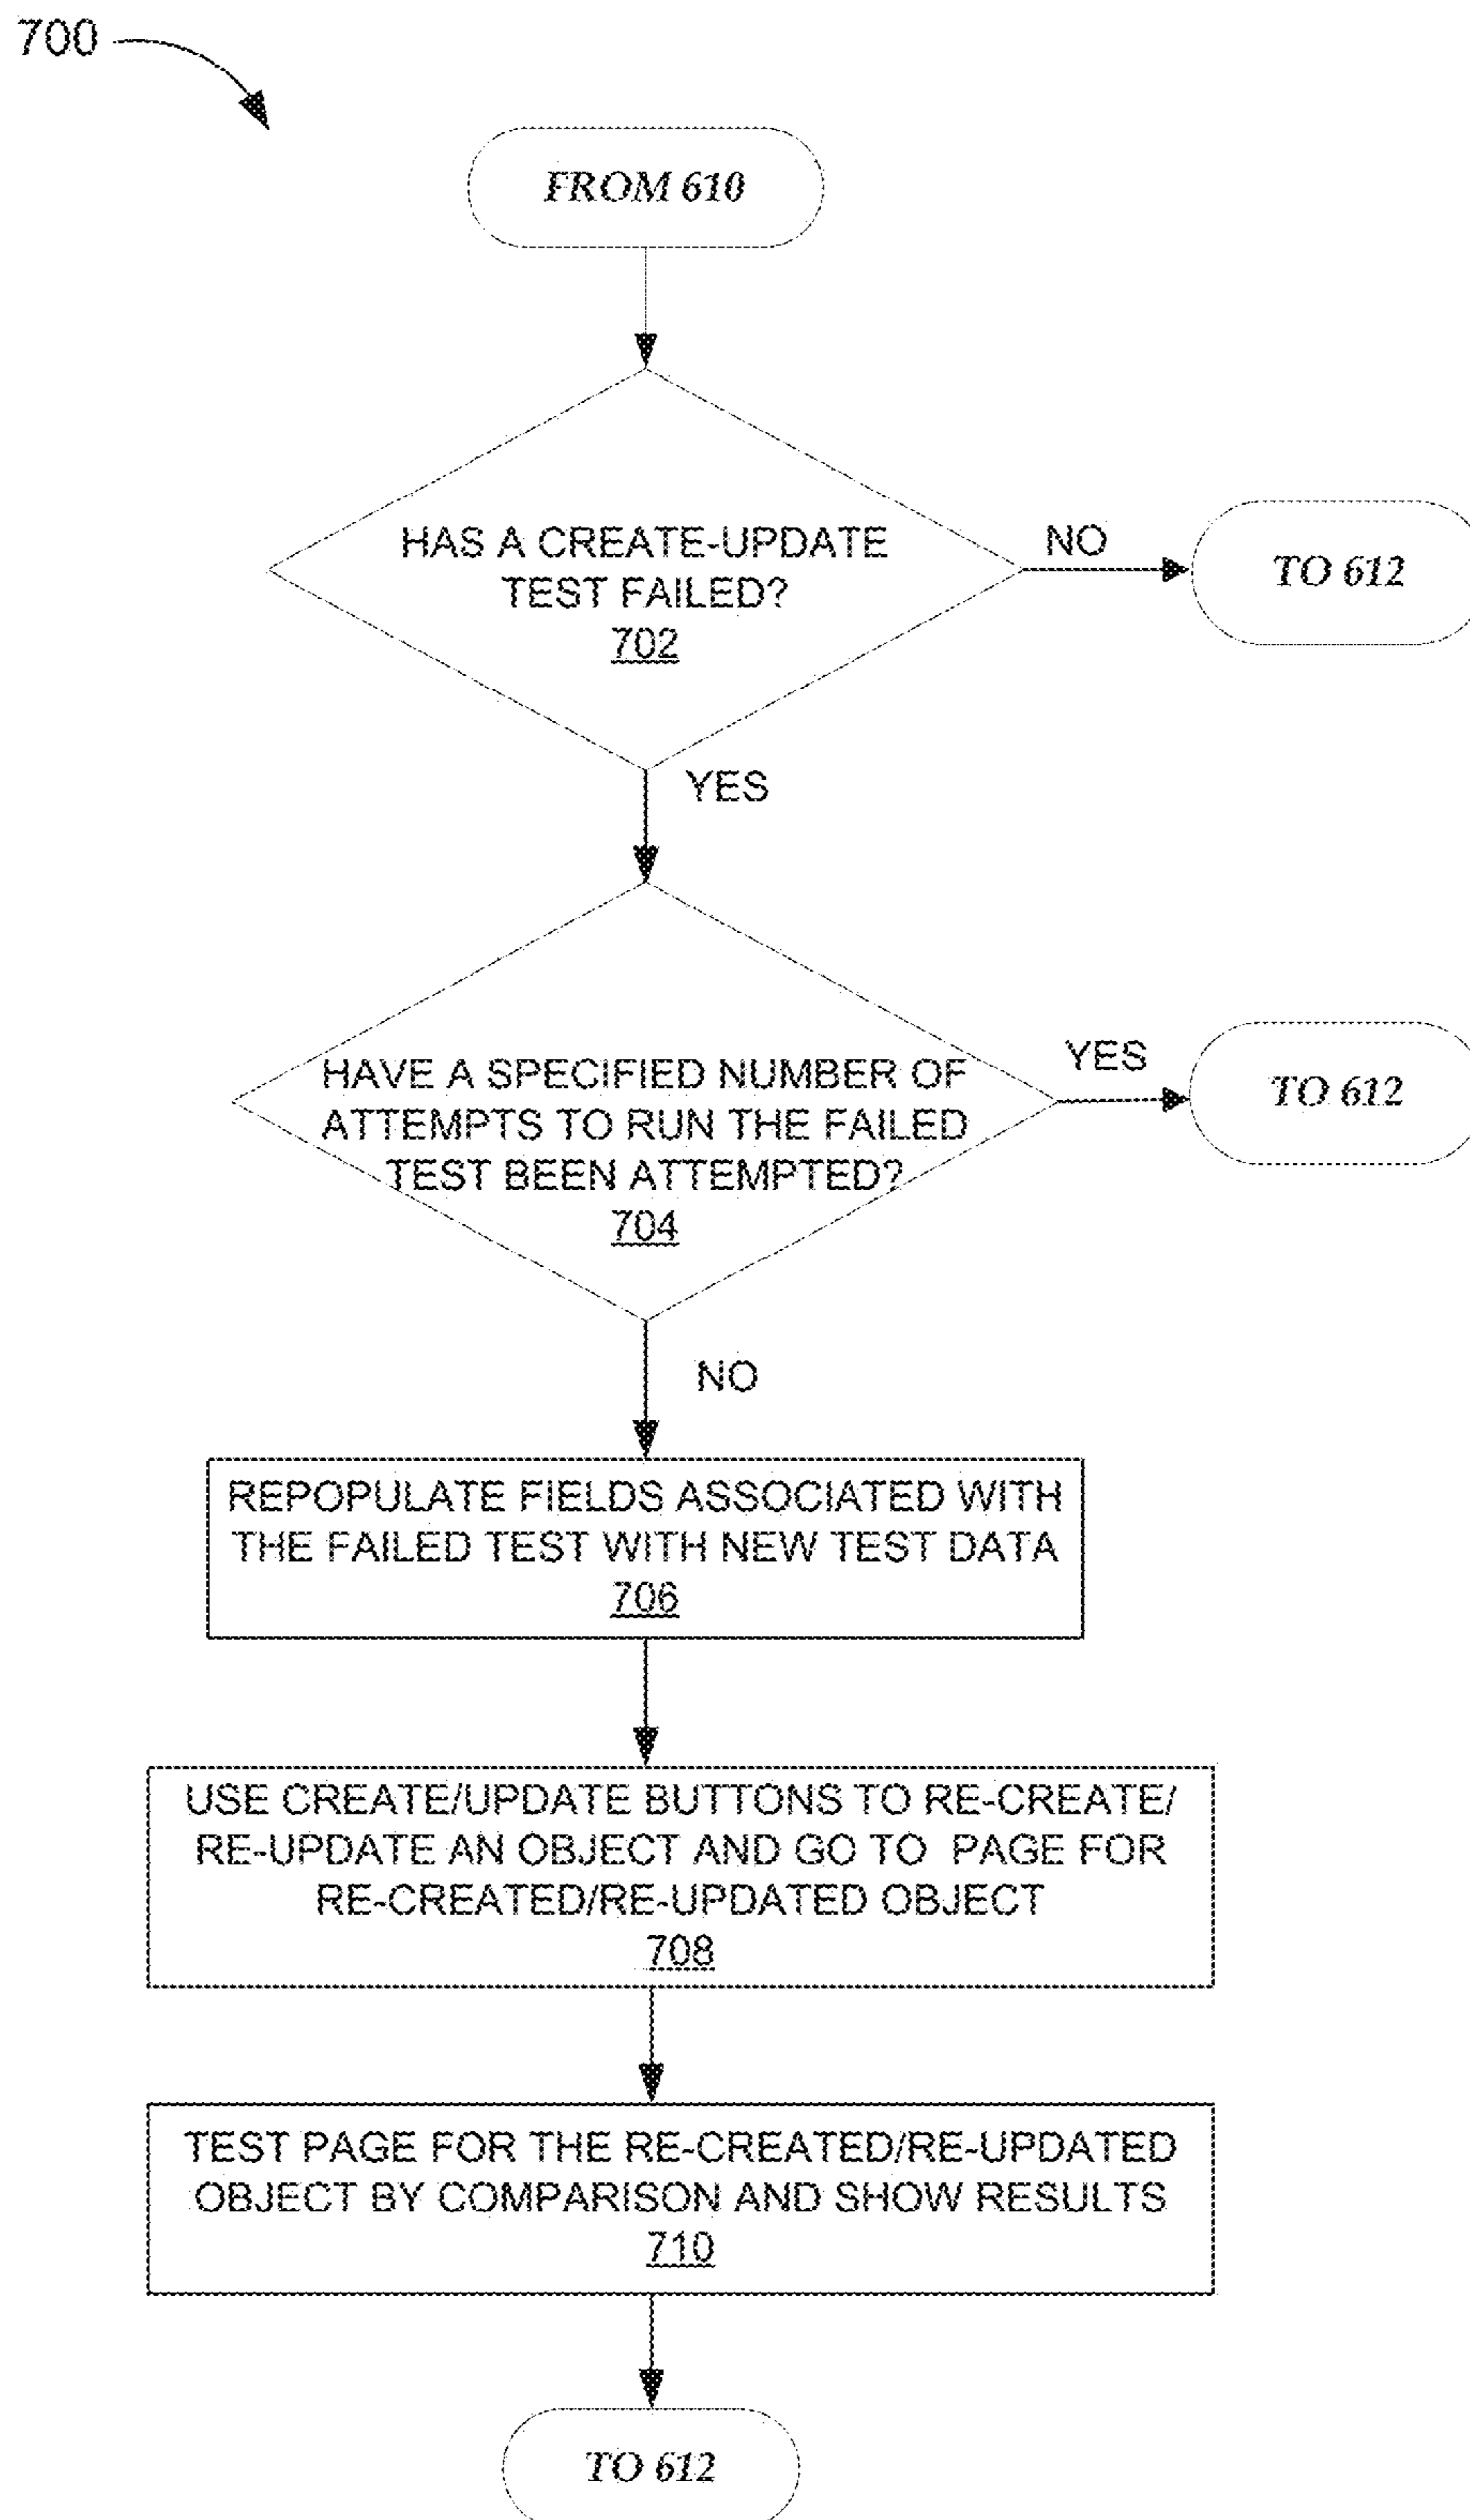 700
FROM 610
HAS A CREATE-UPDATE
TEST FAILED?
702
NO
TO 612
YES
HAVE A SPECIFIED NUMBER OF
ATTEMPTS TO RUN THE FAILED
TEST BEEN ATTEMPTED?
704
YES
TO 612
NO
REPOPULATE FIELDS ASSOCIATED WITH
THE FAILED TEST WITH NEW TEST DATA
706
USE CREATE/UPDATE BUTTONS TO RE-CREATE/
RE-UPDATE AN OBJECT AND GO TO PAGE FOR
RE-CREATED/RE-UPDATED OBJECT
708
TEST PAGE FOR THE RE-CREATED/RE-UPDATED
OBJECT BY COMPARISON AND SHOW RESULTS
710
TO 612